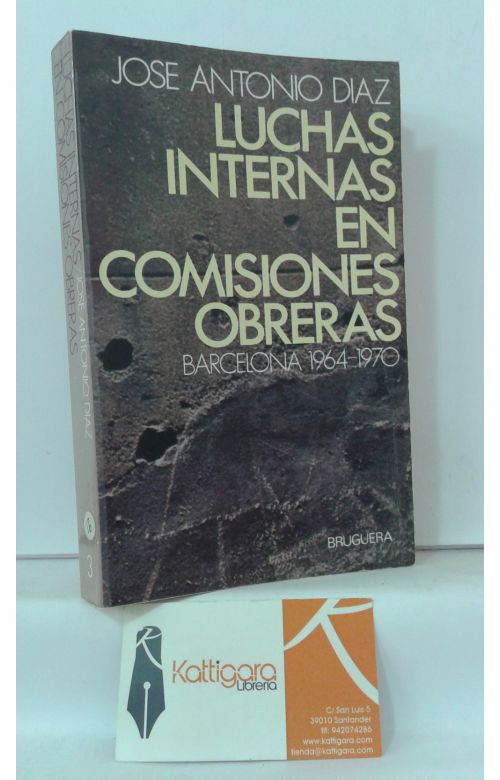 JOSE ANTONIO DIAZ
LUCHAS
INTERNAS
EN
COMISIONES
OBRERAS
BARCELONA 1964-1970
BRUGUERA
LUCHAS INTERNAS
EN COMISIONES OBRERAS
JOSE ANTONIO DIAZ
3
Kattigara
Librería
C/ San Luis 5
39010 Santander
tlf: 942074286
www.kattigara.com
tienda@kattigara.com